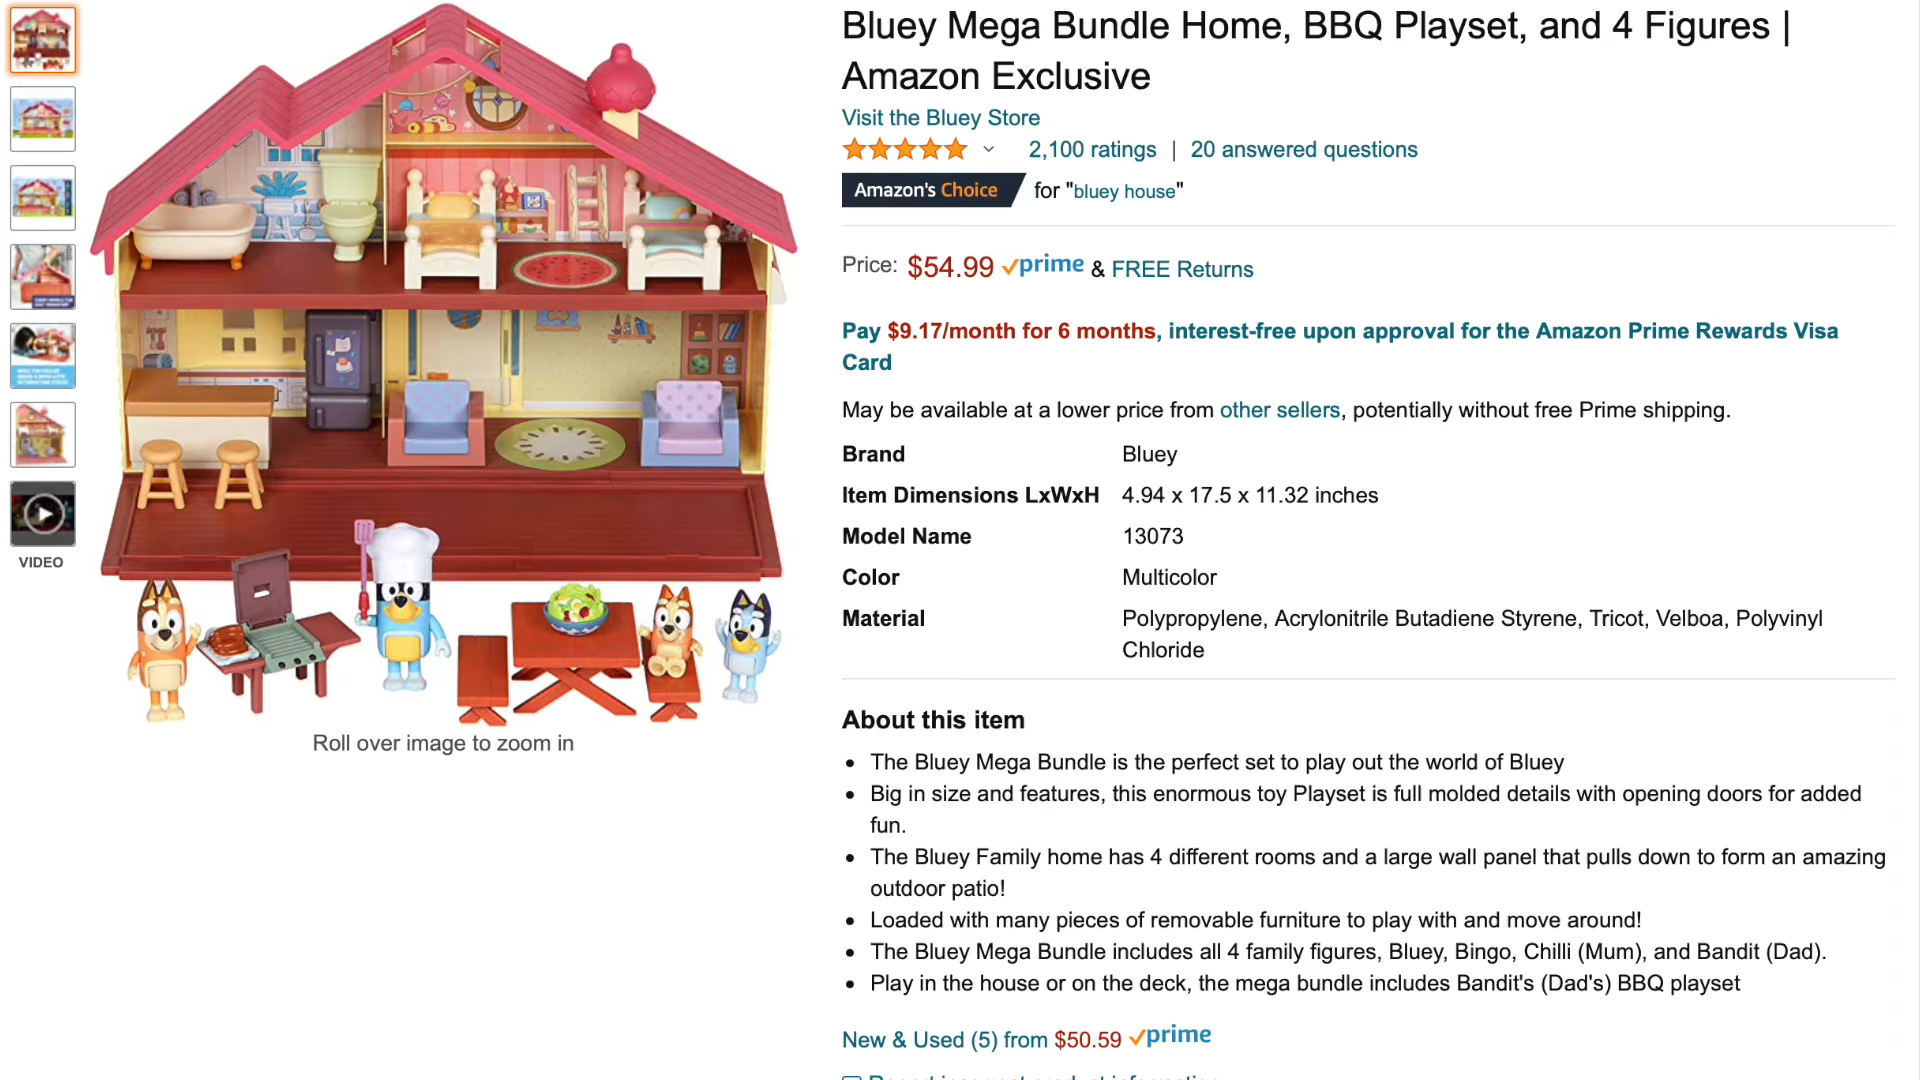 Bluey Mega Bundle Home, BBQ Playset, and 4 Figures |
Amazon Exclusive
Visit the Bluey Store
2,100 ratings | 20 answered questions
Amazon's Choice for "bluey house"
Price: $54.99 prime & FREE Returns
Pay $9.17/month for 6 months, interest-free upon approval for the Amazon Prime Rewards Visa
Card
May be available at a lower price from other sellers, potentially without free Prime shipping.
Brand Bluey
Item Dimensions LxWxH 4.94 x 17.5 x 11.32 inches
Model Name 13073
Color Multicolor
Material Polypropylene, Acrylonitrile Butadiene Styrene, Tricot, Velboa, Polyvinyl
Chloride
About this item
• The Bluey Mega Bundle is the perfect set to play out the world of Bluey
• Big in size and features, this enormous toy Playset is full molded details with opening doors for added
fun.
• The Bluey Family home has 4 different rooms and a large wall panel that pulls down to form an amazing
outdoor patio!
• Loaded with many pieces of removable furniture to play with and move around!
• The Bluey Mega Bundle includes all 4 family figures, Bluey, Bingo, Chilli (Mum), and Bandit (Dad).
• Play in the house or on the deck, the mega bundle includes Bandit's (Dad's) BBQ playset
New & Used (5) from $50.59 prime
VIDEO
Roll over image to zoom in